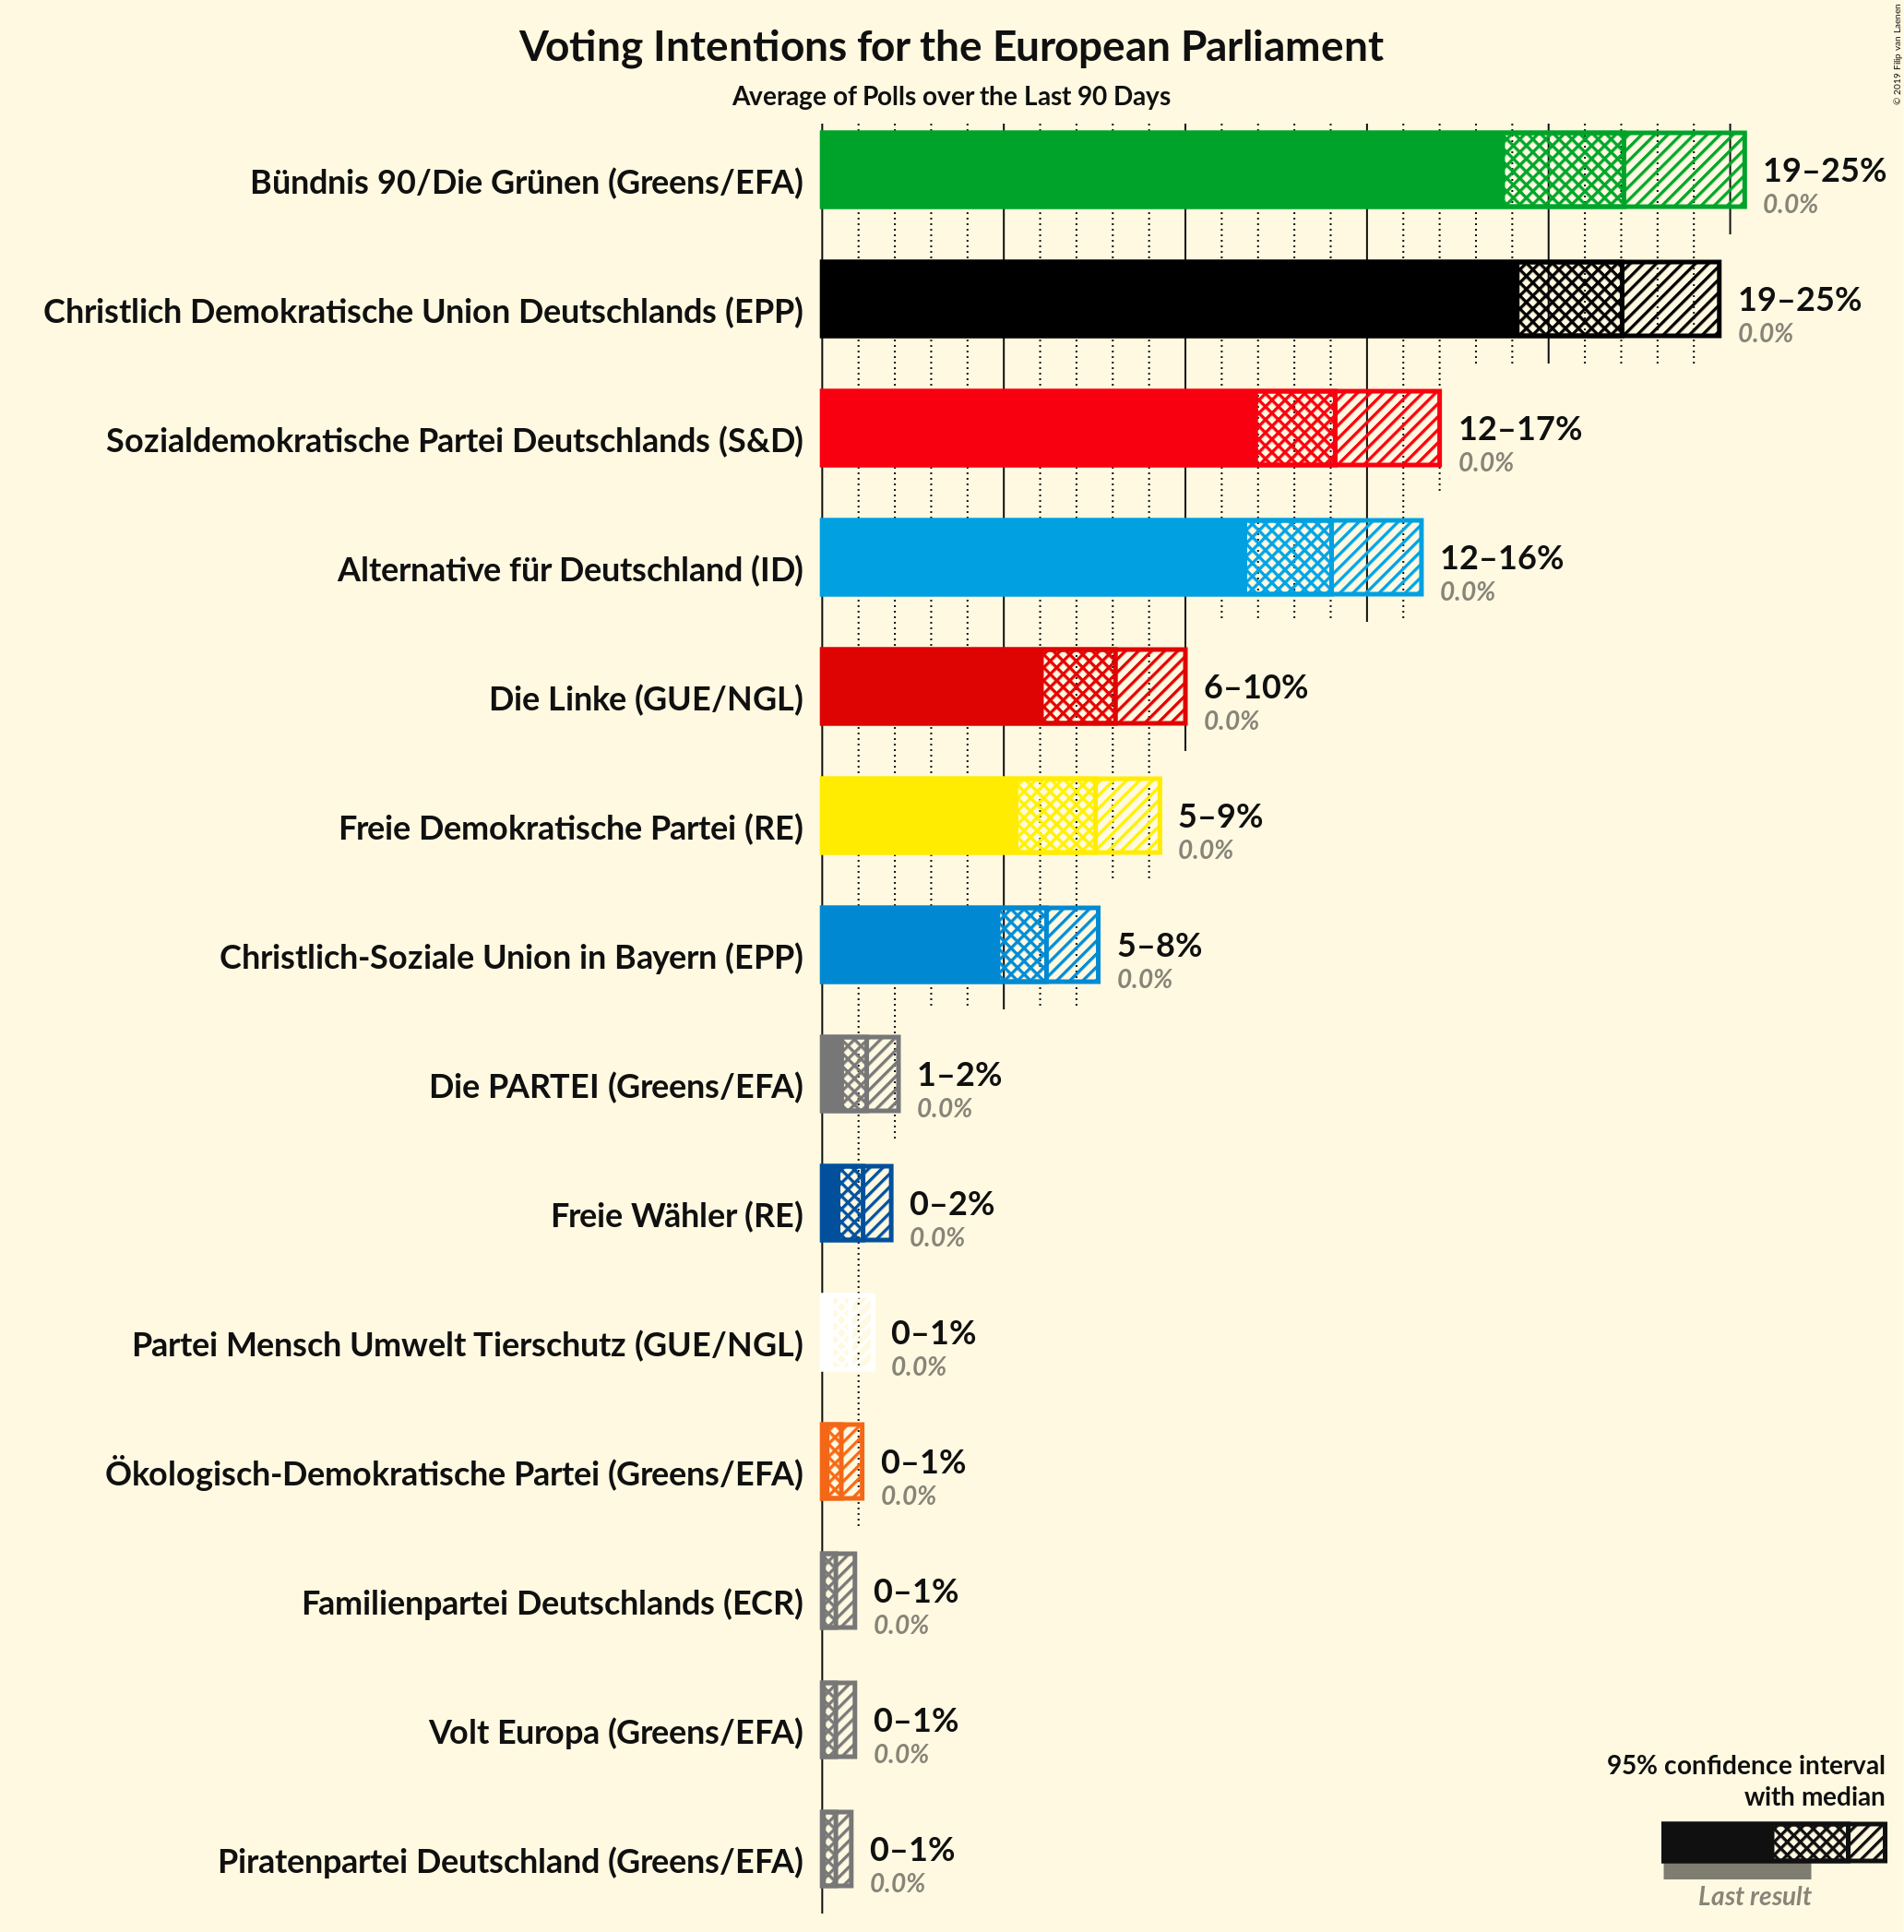 © 2019 Filip van Laenen
Voting Intentions for the European Parliament
Average of Polls over the Last 90 Days
Bündnis 90/Die Grünen (Greens/EFA)
19–25%
0.0%
Christlich Demokratische Union Deutschlands (EPP)
19–25%
0.0%
Sozialdemokratische Partei Deutschlands (S&D)
12–17%
0.0%
Alternative für Deutschland (ID)
12–16%
0.0%
Die Linke (GUE/NGL)
6–10%
0.0%
Freie Demokratische Partei (RE)
5–9%
0.0%
Christlich-Soziale Union in Bayern (EPP)
5–8%
0.0%
Die PARTEI (Greens/EFA)
1–2%
0.0%
Freie Wähler (RE)
0–2%
0.0%
Partei Mensch Umwelt Tierschutz (GUE/NGL)
0–1%
0.0%
Ökologisch-Demokratische Partei (Greens/EFA)
0–1%
0.0%
Familienpartei Deutschlands (ECR)
0–1%
0.0%
Volt Europa (Greens/EFA)
0–1%
0.0%
Piratenpartei Deutschland (Greens/EFA)
0–1%
0.0%
95% confidence interval
with median
Last result